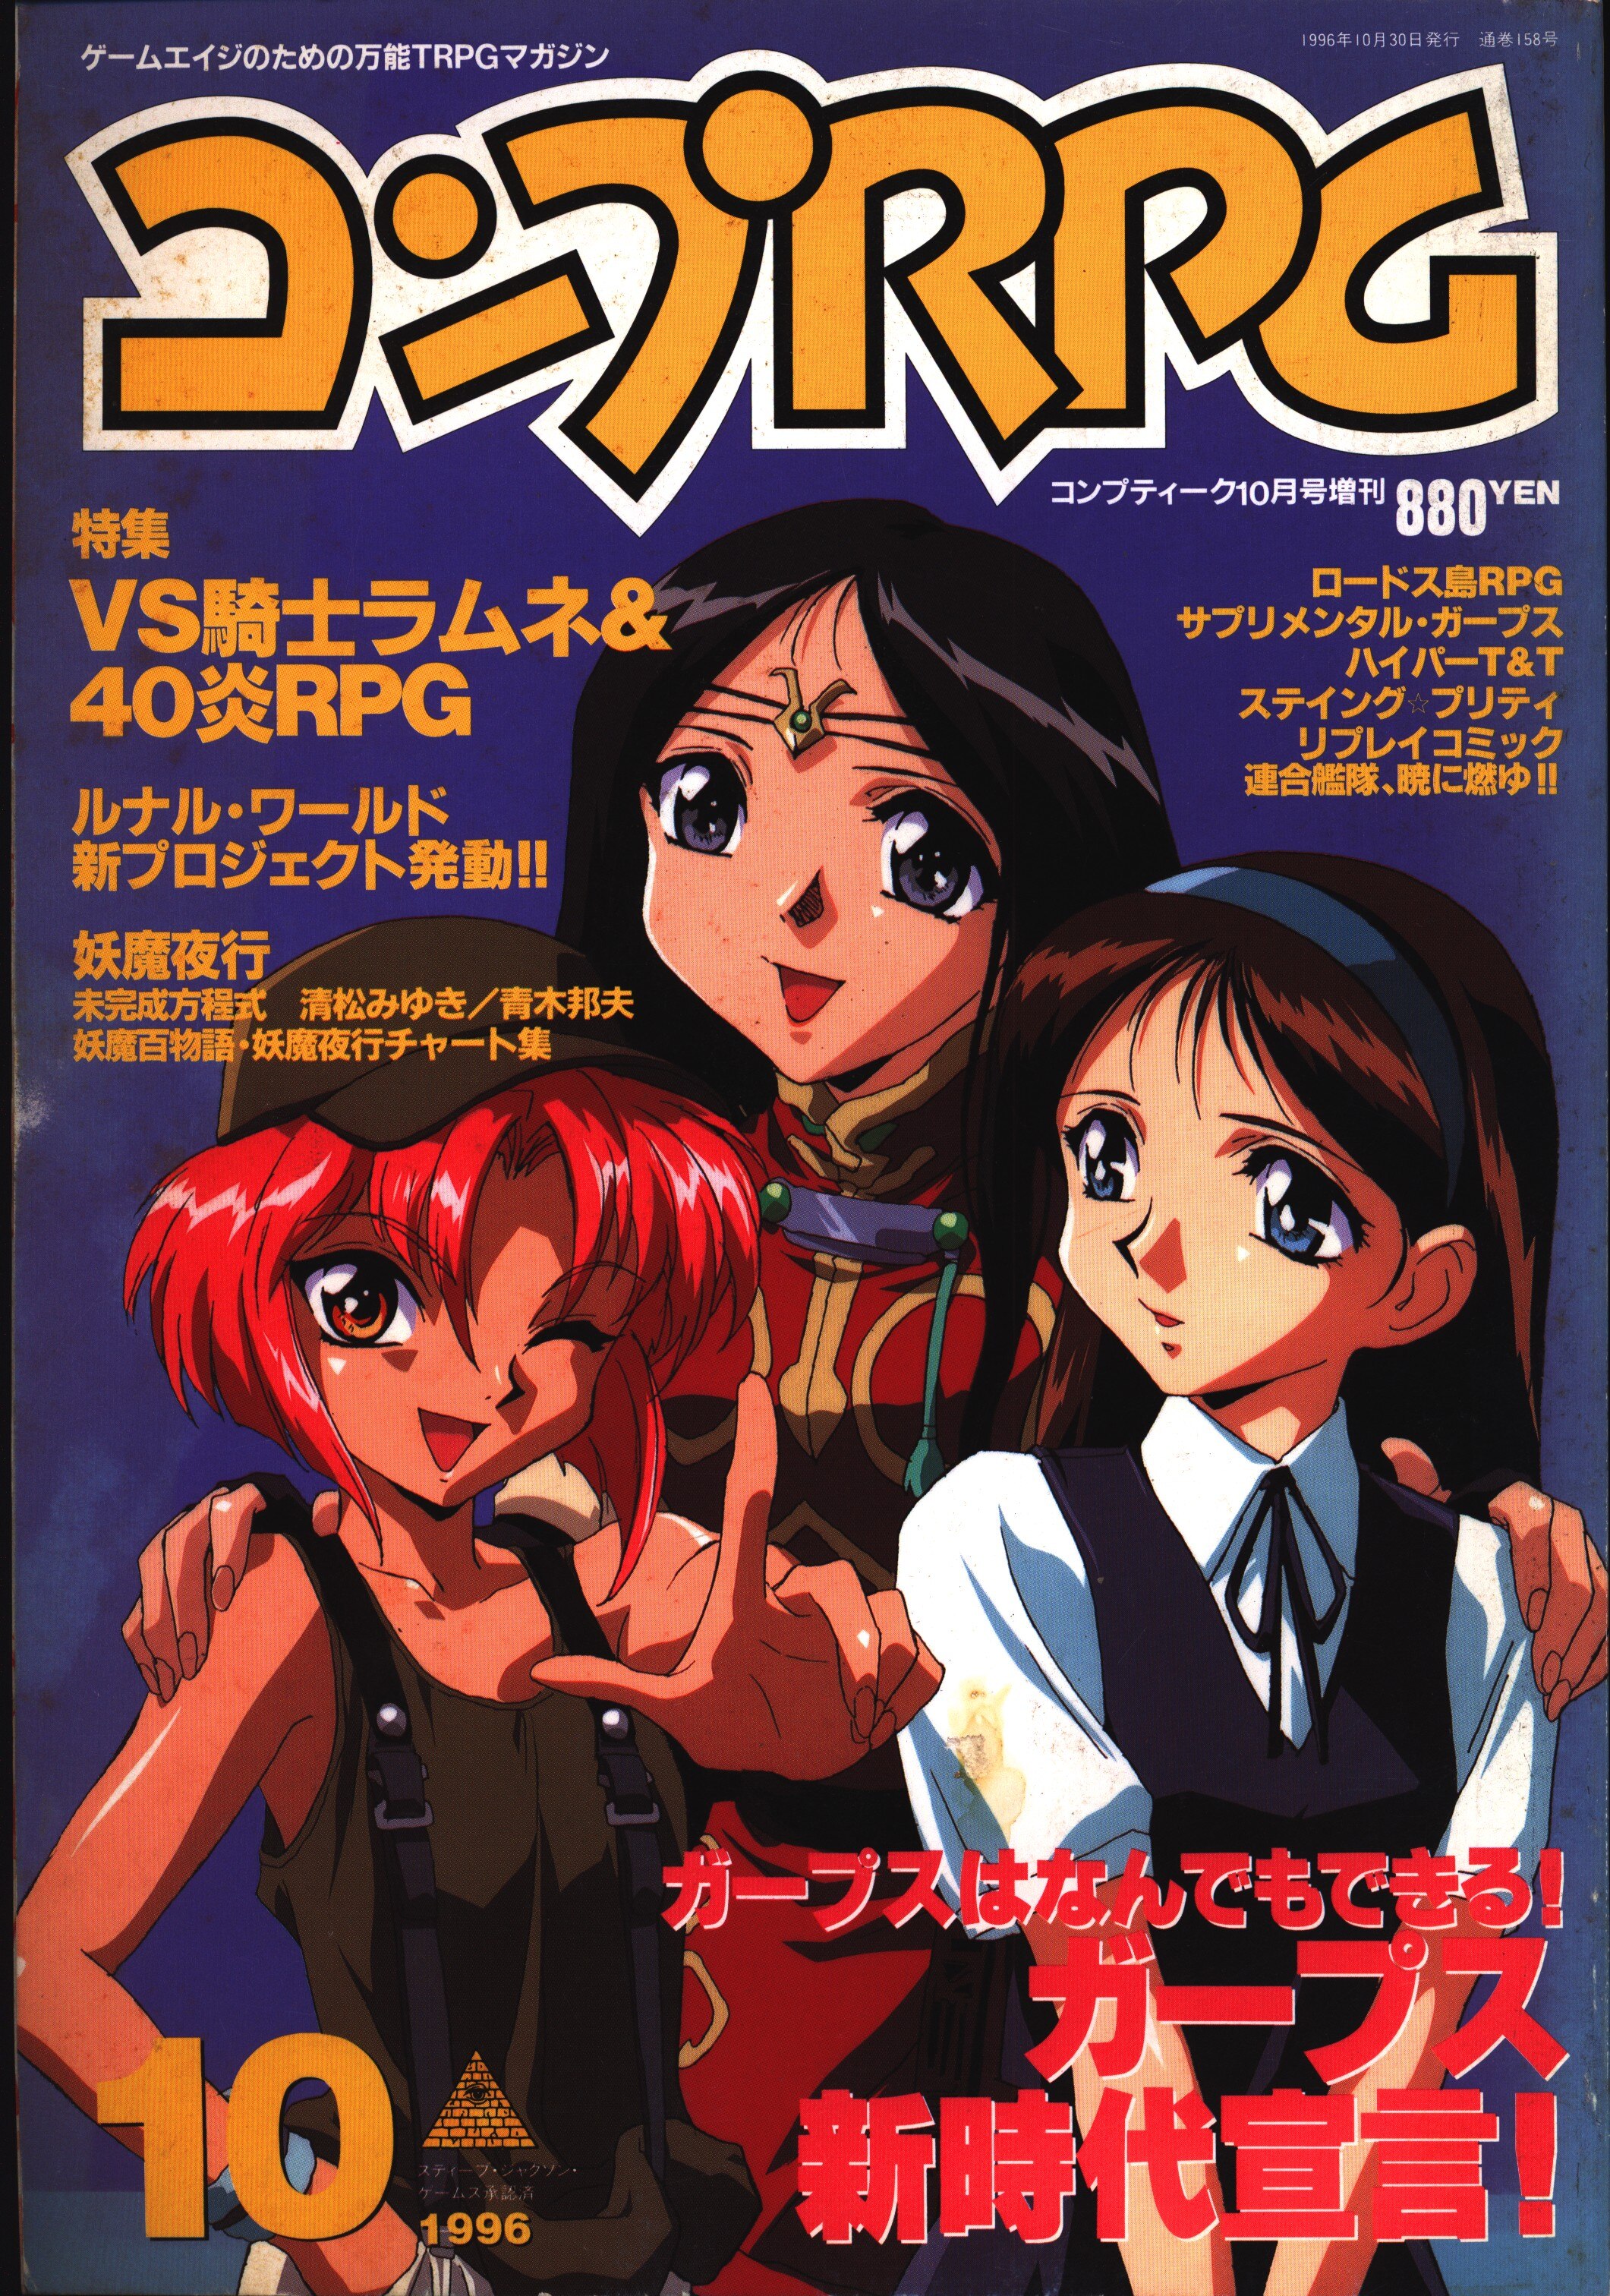 ゲームエイジのための万能TRPGマガジン
1996年10月30日発行　通巻158号
コンプRPG
コンプティーク10月号増刊 880YEN
特集
VS騎士ラムネ&
40炎RPG
ルナル・ワールド
新プロジェクト発動!!
妖魔夜行
未完成方程式　清松みゆき/青木邦夫
妖魔百物語・妖魔夜行チャート集
ロードス島RPG
サプリメンタル・ガープス
ハイパーT&T
ステイング☆プリティ
リプレイコミック
連合艦隊、暁に燃ゆ!!
ガープスはなんでもできる!
ガープス
新時代宣言!
10
スティーブ・ジャクソン・
ゲームス承認済
1996